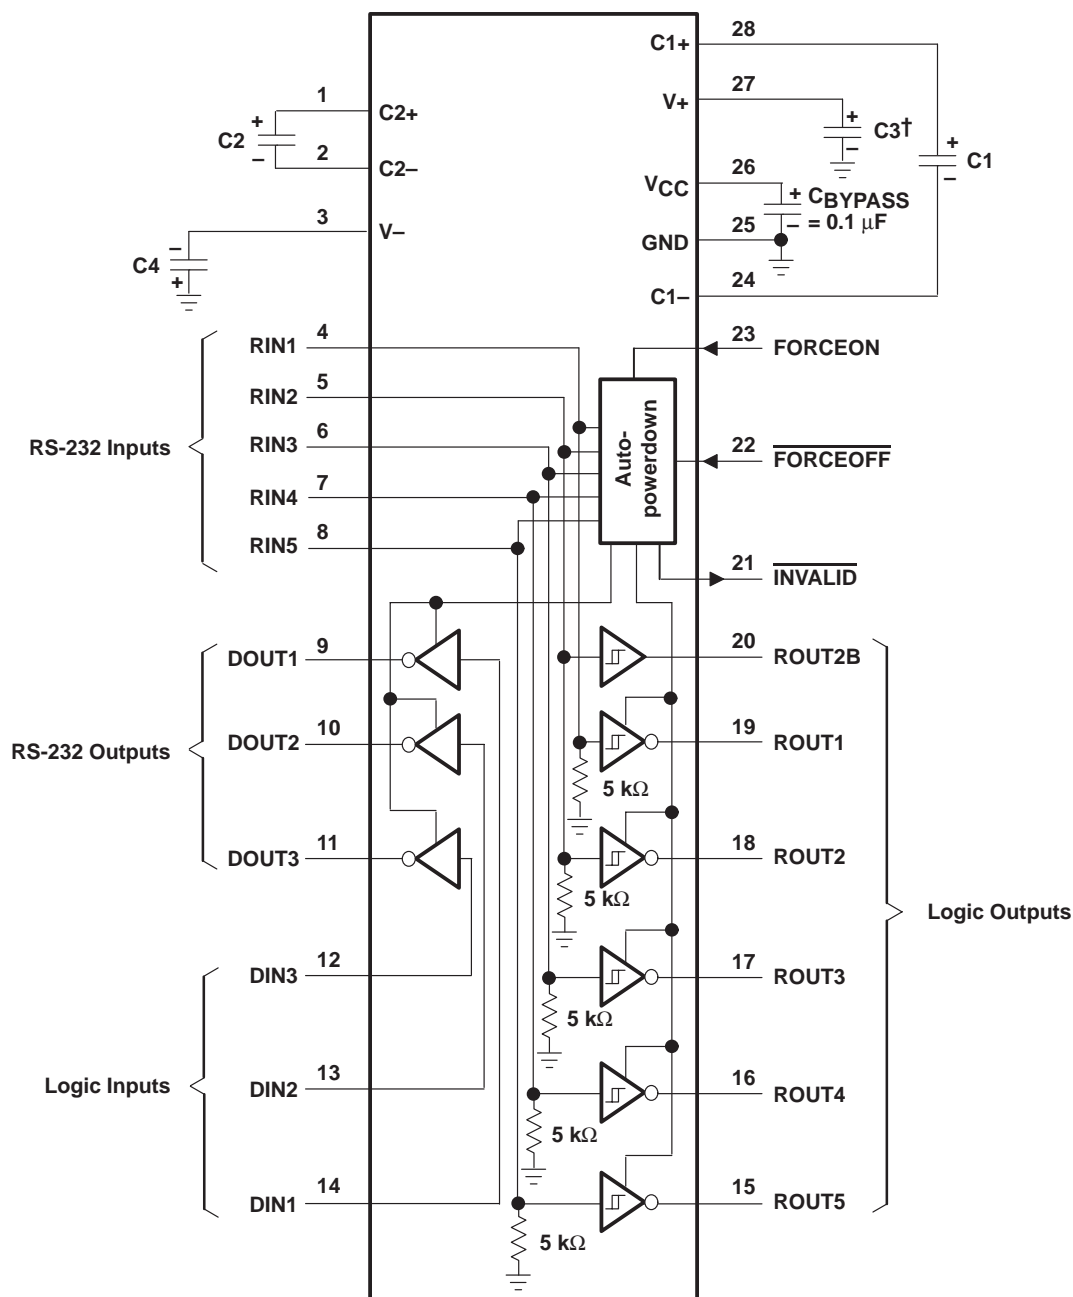 C1+ 28
V+ 27
1 C2+
+
C2
–
2 C2–
+
–
C3†
+
–
C1
VCC 26
+ CBYPASS
– = 0.1 μF
GND 25
3 V–
–
C4
+
C1– 24
RS-232 Inputs
RIN1 4
RIN2 5
RIN3 6
RIN4 7
RIN5 8
Auto-
powerdown
23 FORCEON
22 FORCEOFF
21 INVALID
RS-232 Outputs
DOUT1 9
DOUT2 10
DOUT3 11
Logic Inputs
DIN3 12
DIN2 13
DIN1 14
20 ROUT2B
19 ROUT1
5 kΩ
18 ROUT2
5 kΩ
Logic Outputs
17 ROUT3
5 kΩ
16 ROUT4
5 kΩ
15 ROUT5
5 kΩ